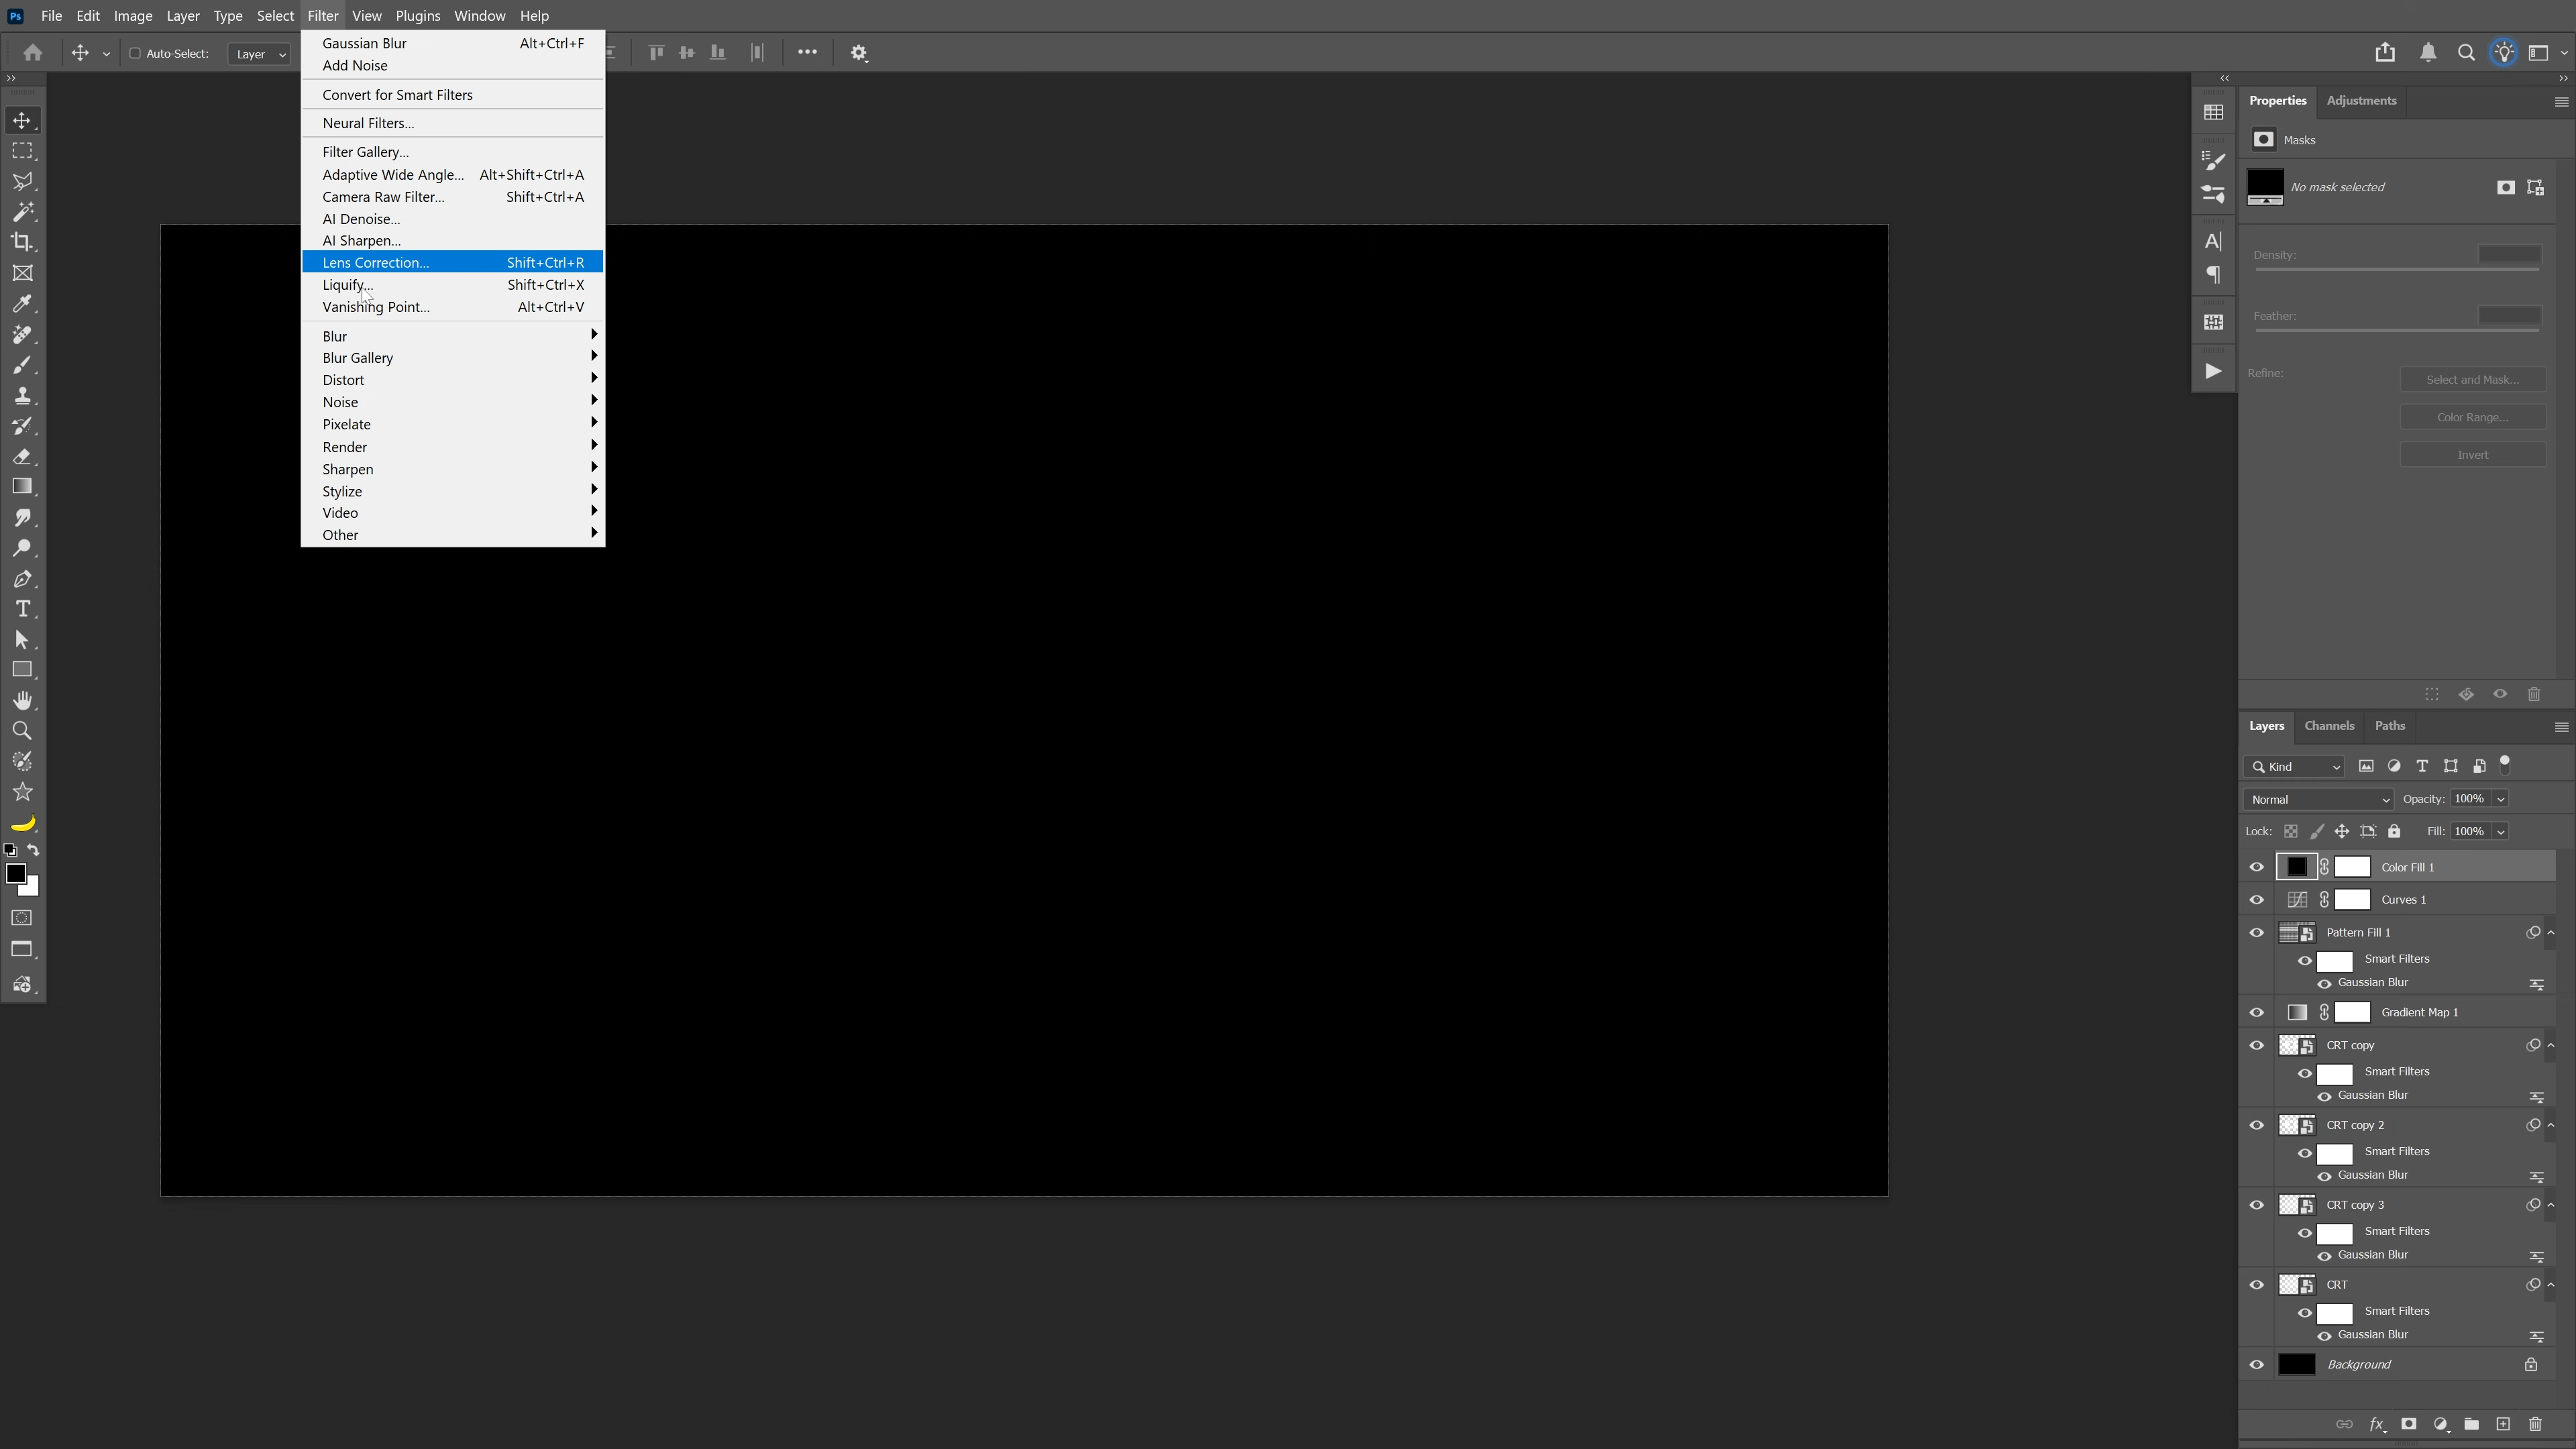 Ps File Edit Image Layer Type Select Filter View Plugins Window Help
Auto-Select: Layer
Gaussian Blur Alt+Ctrl+F
Add Noise
Convert for Smart Filters
Neural Filters...
Filter Gallery...
Adaptive Wide Angle... Alt+Shift+Ctrl+A
Camera Raw Filter... Shift+Ctrl+A
AI Denoise...
AI Sharpen...
Lens Correction... Shift+Ctrl+R
Liquify... Shift+Ctrl+X
Vanishing Point... Alt+Ctrl+V
Blur
Blur Gallery
Distort
Noise
Pixelate
Render
Sharpen
Stylize
Video
Other
Properties Adjustments
Masks
No mask selected
Density:
Feather:
Refine: Select and Mask...
Color Range...
Invert
Layers Channels Paths
Kind
Normal Opacity: 100%
Lock: Fill: 100%
Color Fill 1
Curves 1
Pattern Fill 1
Smart Filters
Gaussian Blur
Gradient Map 1
CRT copy
Smart Filters
Gaussian Blur
CRT copy 2
Smart Filters
Gaussian Blur
CRT copy 3
Smart Filters
Gaussian Blur
CRT
Smart Filters
Gaussian Blur
Background
fx